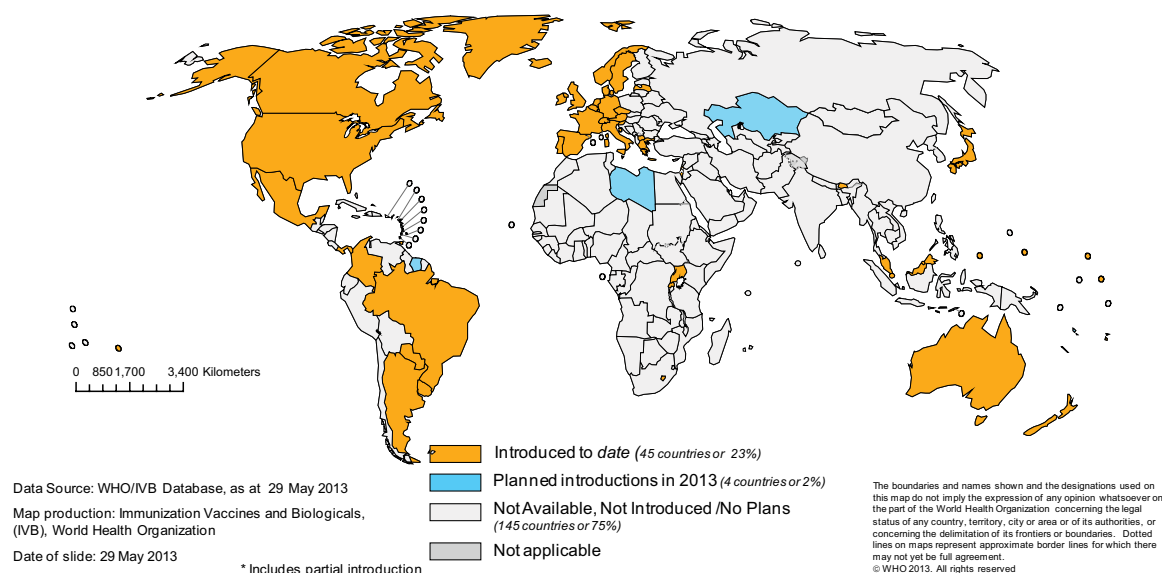 0 850 1,700 3,400 Kilometers
Introduced to date (45 countries or 23%)
Planned introductions in 2013 (4 countries or 2%)
Not Available, Not Introduced /No Plans
(145 countries or 75%)
Not applicable
Data Source: WHO/IVB Database, as at 29 May 2013
Map production: Immunization Vaccines and Biologicals,
(IVB), World Health Organization
Date of slide: 29 May 2013
* Includes partial introduction
The boundaries and names shown and the designations used on
this map do not imply the expression of any opinion whatsoever on
the part of the World Health Organization concerning the legal
status of any country, territory, city or area or of its authorities, or
concerning the delimitation of its frontiers or boundaries. Dotted
lines on maps represent approximate border lines for which there
may not yet be full agreement.
© WHO 2013. All rights reserved